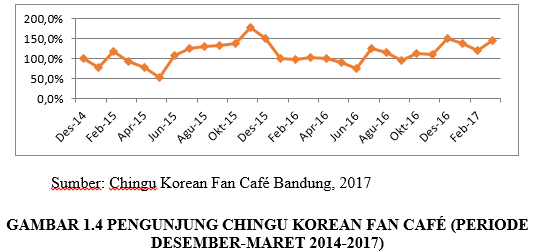 200,0%
150,0%
100,0%
50,0%
0,0%
Des-14 Feb-15 Apr-15 Jun-15 Agu-15 Okt-15 Des-15 Feb-16 Apr-16 Jun-16 Agu-16 Okt-16 Des-16 Feb-17
Sumber: Chingu Korean Fan Café Bandung, 2017
GAMBAR 1.4 PENGUNJUNG CHINGU KOREAN FAN CAFÉ (PERIODE
DESEMBER-MARET 2014-2017)